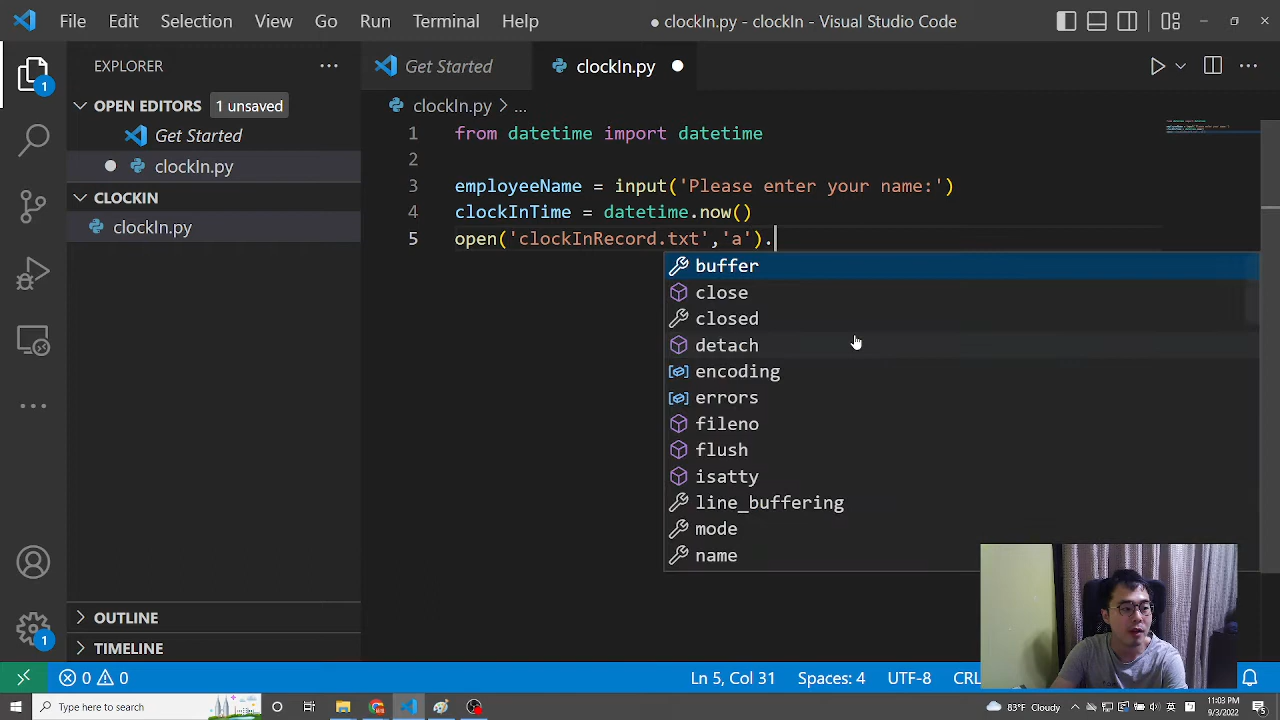 File Edit Selection View Go Run Terminal Help ● clockIn.py - clockIn - Visual Studio Code
EXPLORER ...
Get Started
clockIn.py
OPEN EDITORS 1 unsaved
clockIn.py > ...
Get Started
clockIn.py
CLOCKIN
clockIn.py
1 from datetime import datetime
2
3 employeeName = input('Please enter your name:')
4 clockInTime = datetime.now()
5 open('clockInRecord.txt','a').
buffer
close
closed
detach
encoding
errors
fileno
flush
isatty
line_buffering
mode
name
1
1
OUTLINE
TIMELINE
0 0
Ln 5, Col 31 Spaces: 4 UTF-8 CRL
Type here to search
83°F Cloudy
11:03 PM
9/3/2022
5